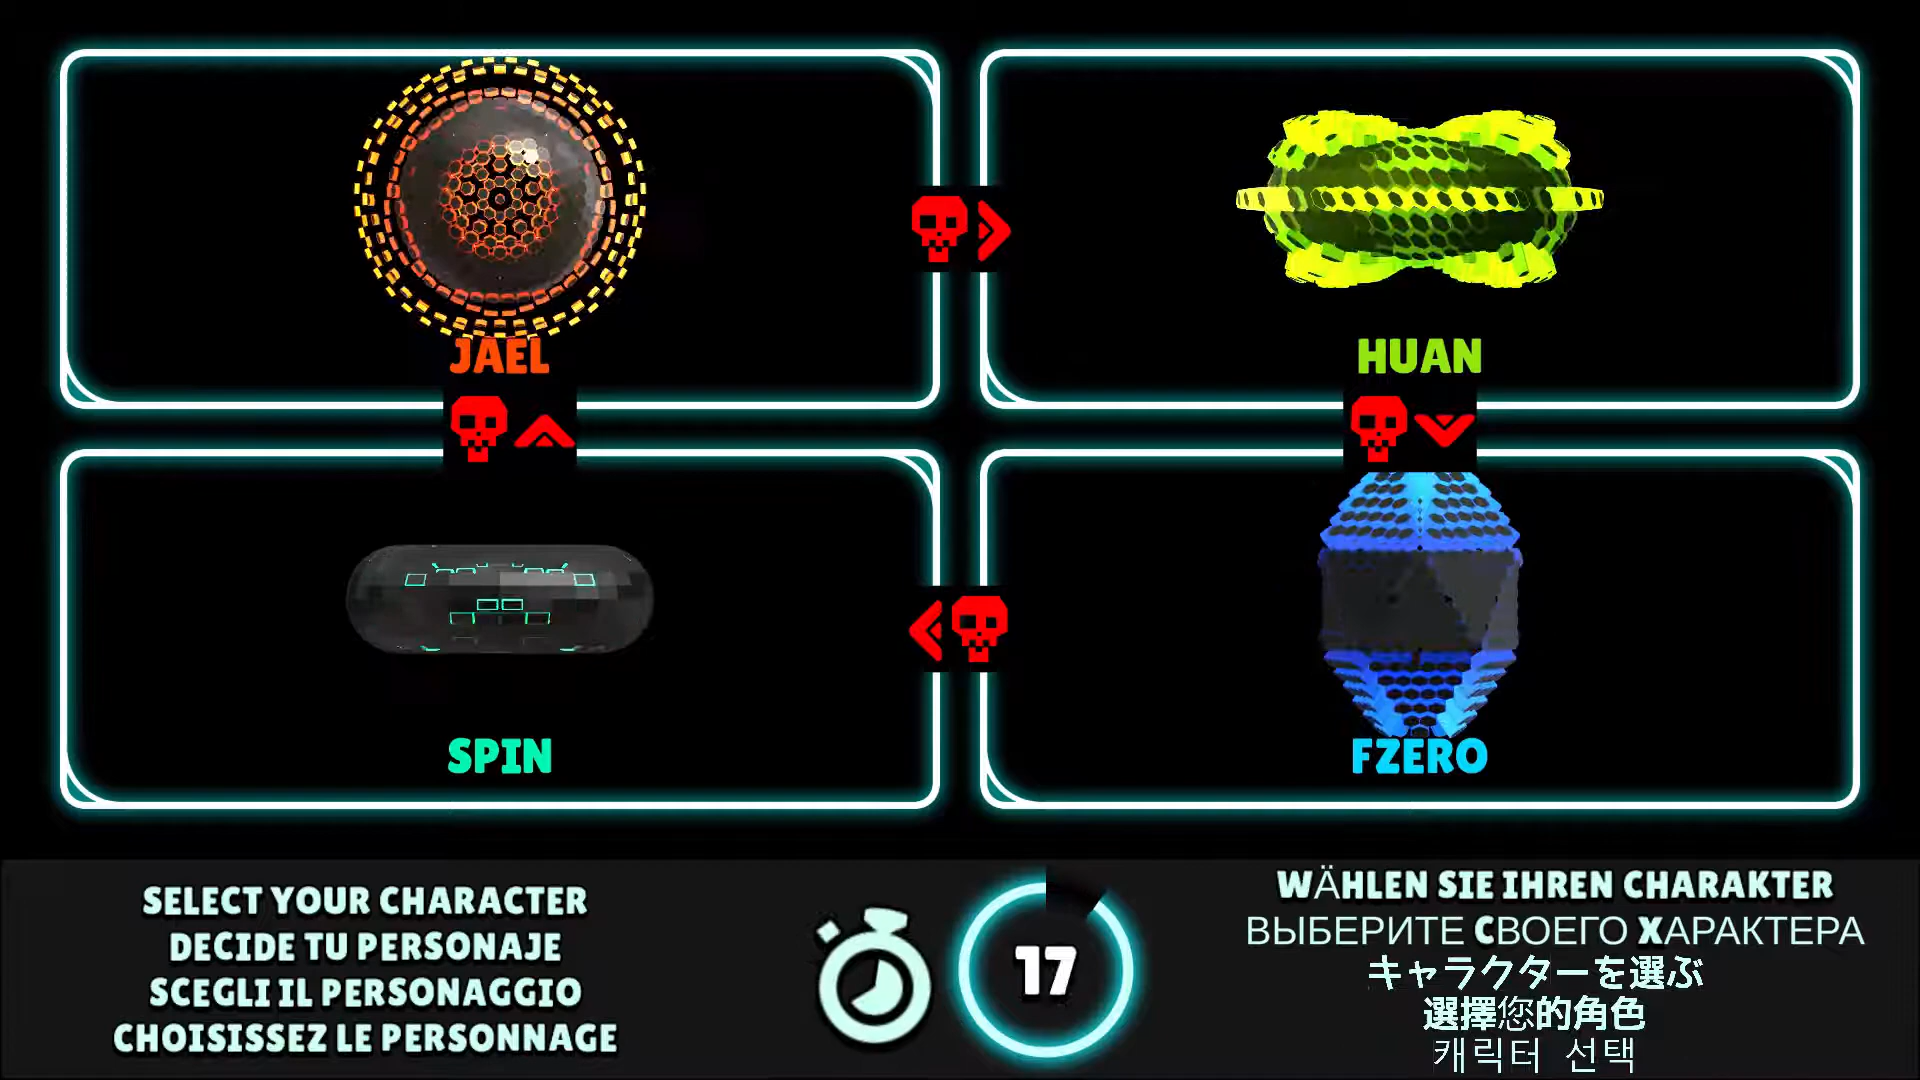 JAEL
HUAN
SPIN
FZERO
SELECT YOUR CHARACTER
DECIDE TU PERSONAJE
SCEGLI IL PERSONAGGIO
CHOISISSEZ LE PERSONNAGE
17
WÄHLEN SIE IHREN CHARAKTER
ВЫБЕРИТЕ СВОЕГО ХАРАКТЕРА
キャラクターを選ぶ
選擇您的角色
캐릭터 선택